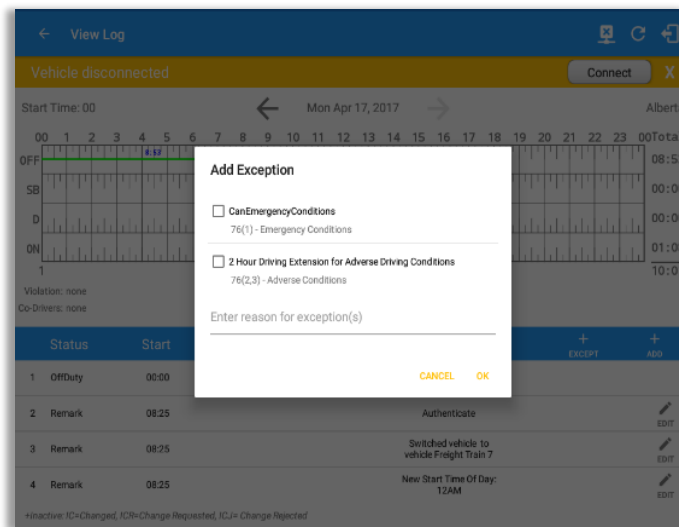 View Log
Vehicle disconnected
Connect
X
Start Time: 00
Mon Apr 17, 2017
00 1 2 3 4 5 6 7 8 9 10 11 12 13 14 15 16 17 18 19 20 21 22 23 00Tota
OFF
8:57
SB
00:0
D
00:0
ON
01:0
1
10:0
Violation: none
Co-Drivers: none
Add Exception
CanEmergencyConditions
76(1) - Emergency Conditions
2 Hour Driving Extension for Adverse Driving Conditions
76(2,3) - Adverse Conditions
Enter reason for exception(s)
CANCEL OK
Status Start
+ +
EXCEPT ADD
1 OffDuty 00:00
2 Remark 08:25 Authenticate EDIT
3 Remark 08:25 Switched vehicle to
vehicle Freight Train 7 EDIT
4 Remark 08:25 New Start Time Of Day:
12AM EDIT
+Inactive: IC=Changed, ICR=Change Requested, ICJ= Change Rejected